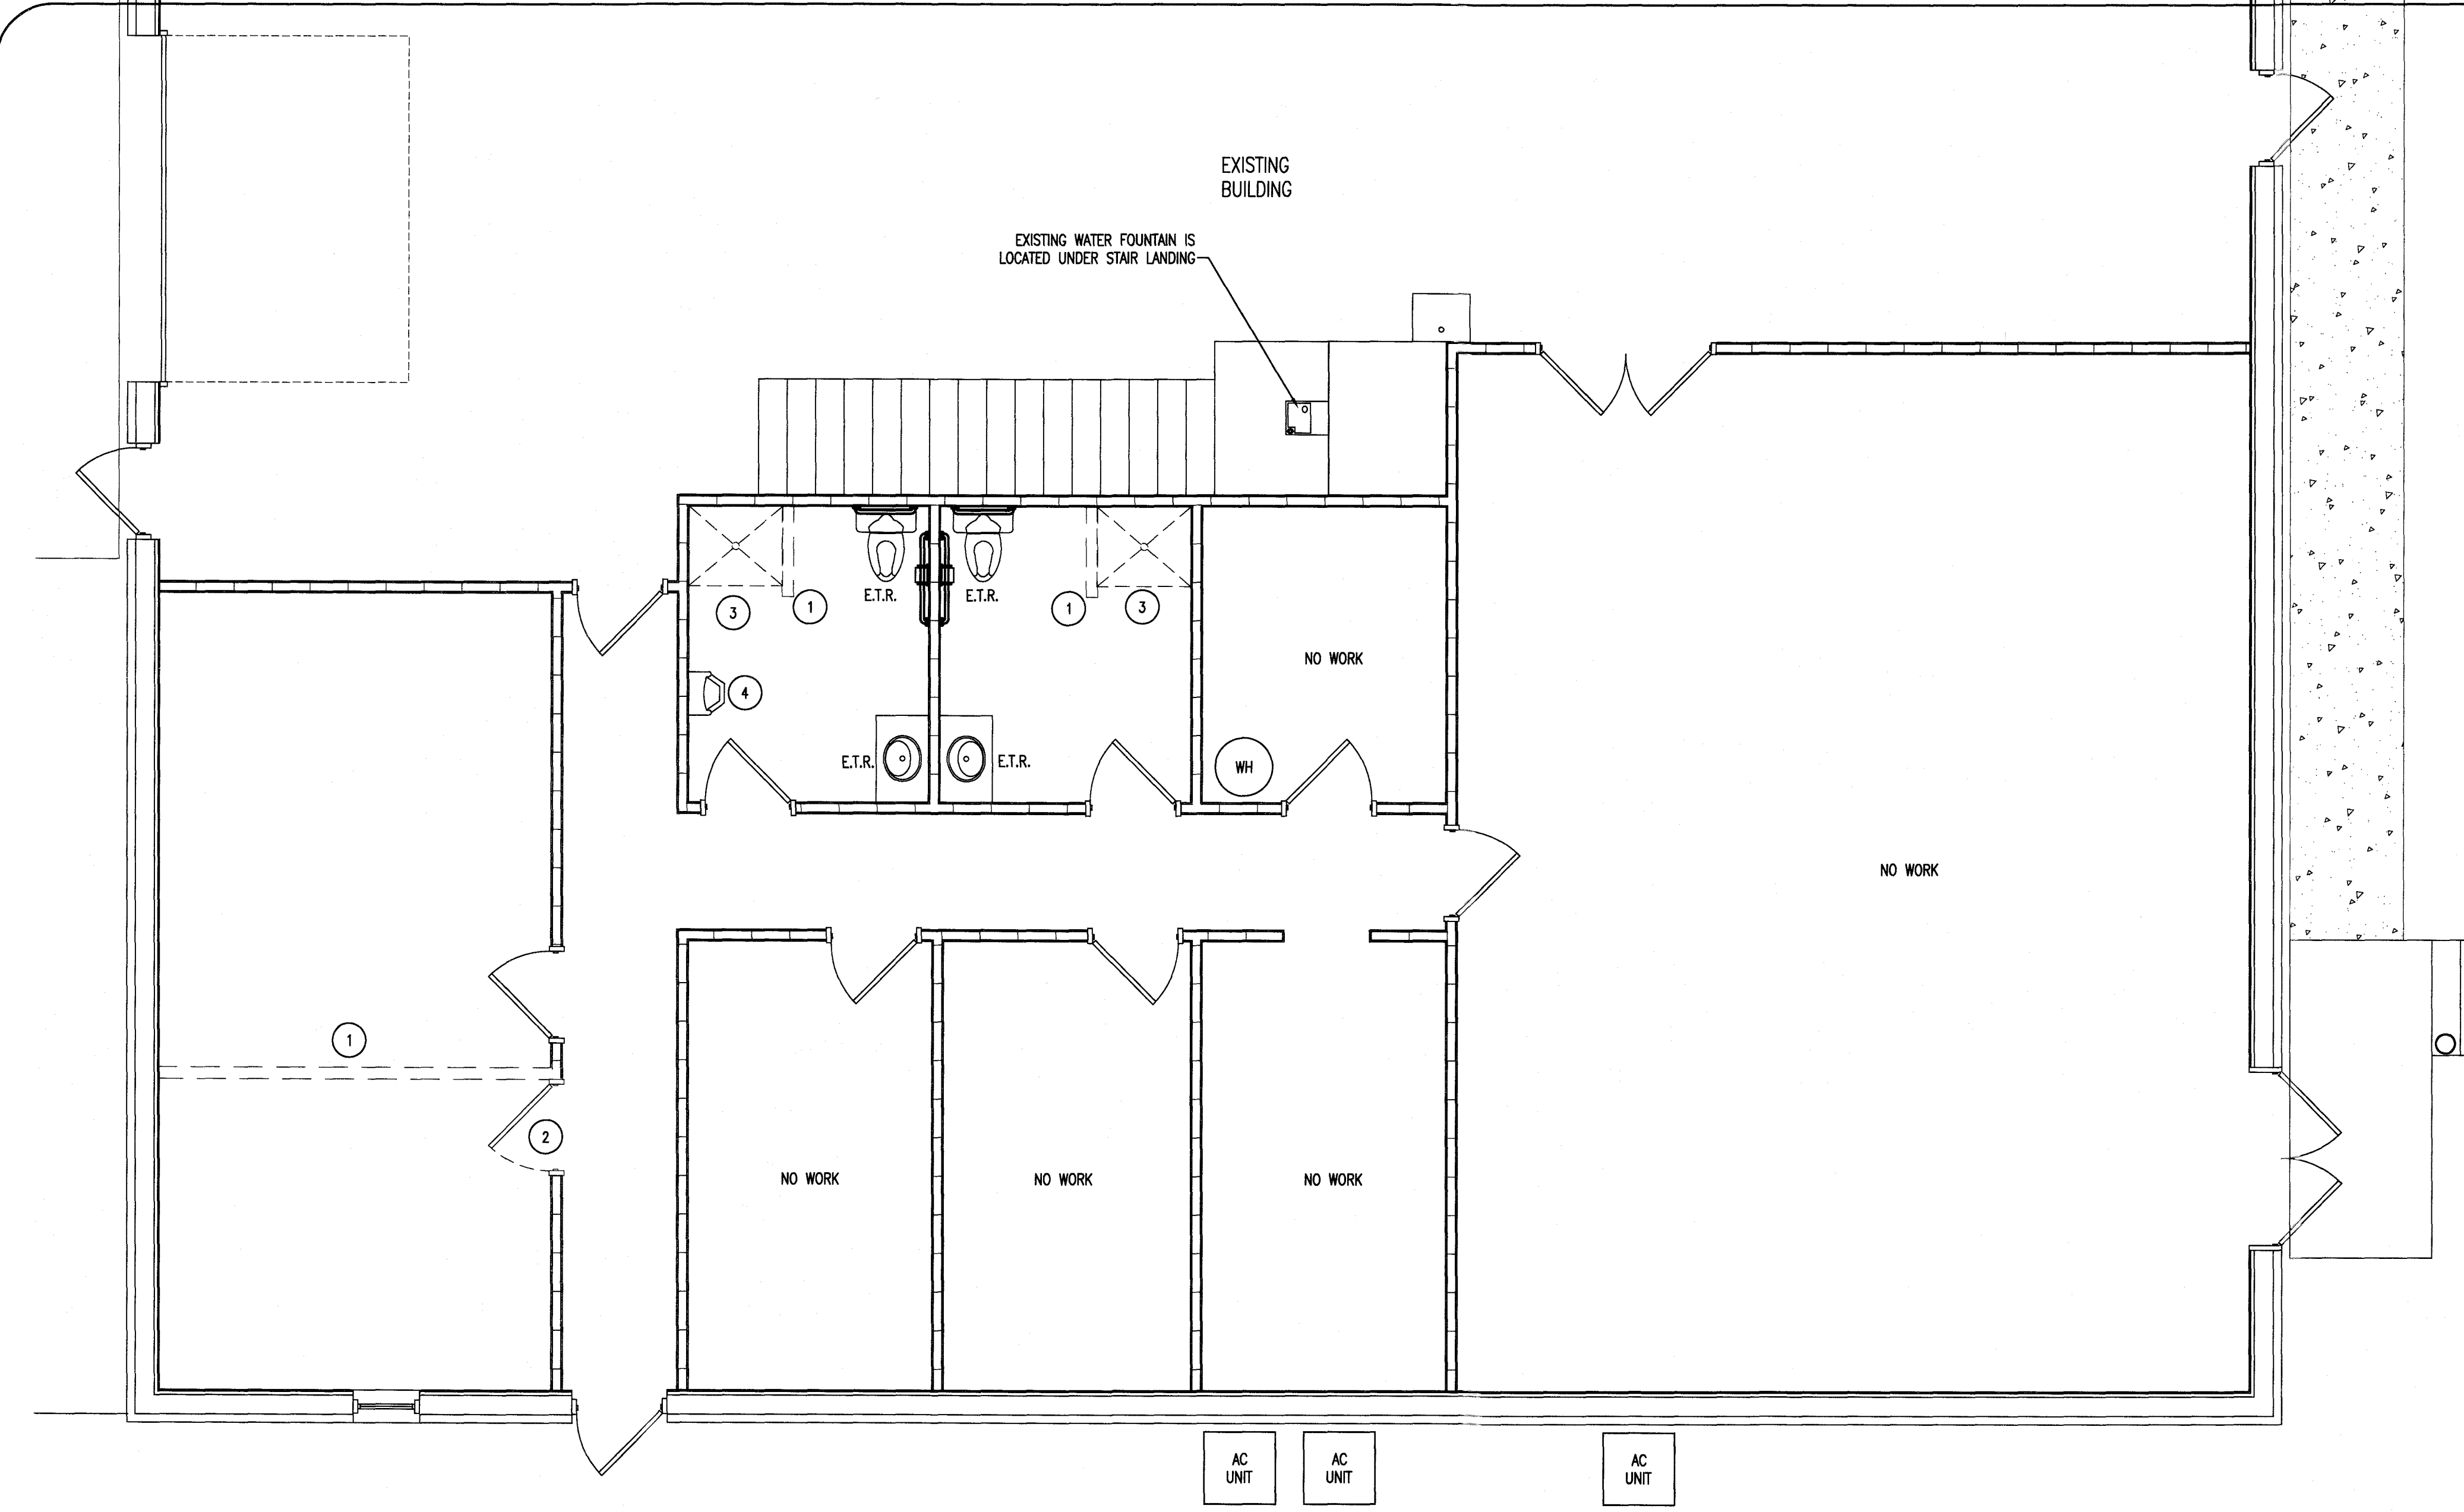 EXISTING
BUILDING
EXISTING WATER FOUNTAIN IS
LOCATED UNDER STAIR LANDING
E.T.R.
E.T.R.
3
1
1
3
NO WORK
4
E.T.R.
E.T.R.
WH
NO WORK
1
2
NO WORK
NO WORK
NO WORK
AC
UNIT
AC
UNIT
AC
UNIT